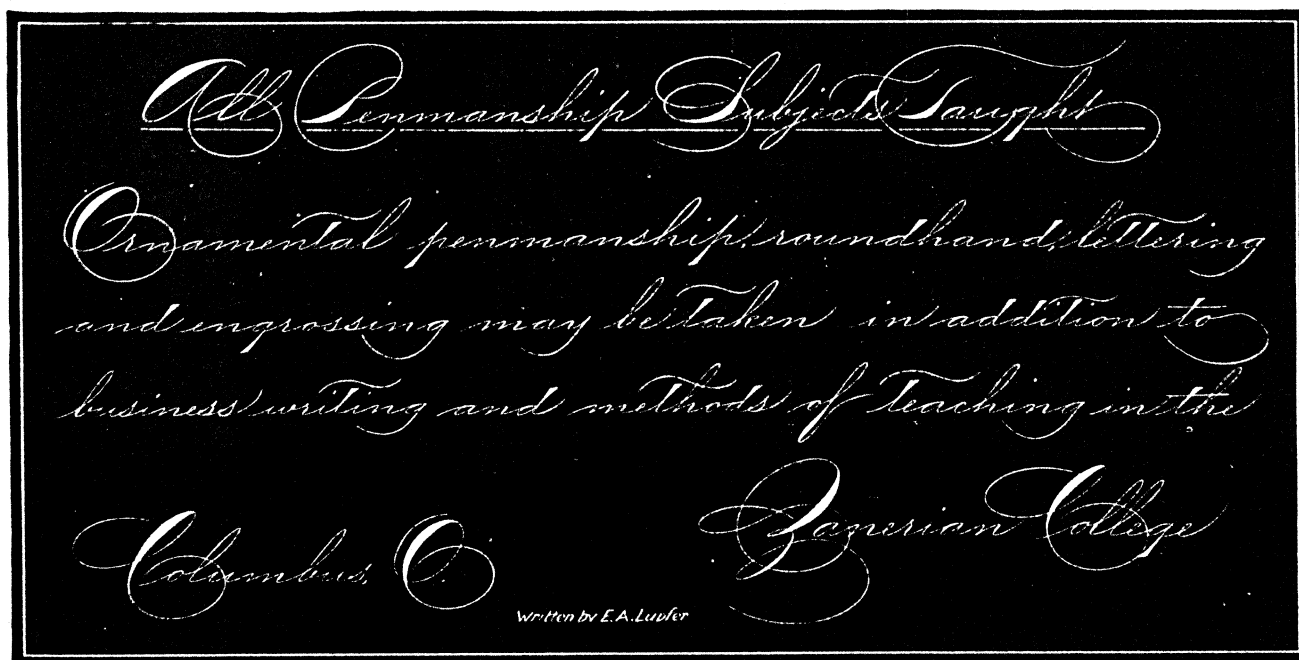 All Penmanship Subjects Taught
Ornamental penmanship, roundhand, lettering
and engrossing may be taken in addition to
business writing and methods of teaching in the
Zanerian College
Columbus, O.
Written by E. A. Lupfer